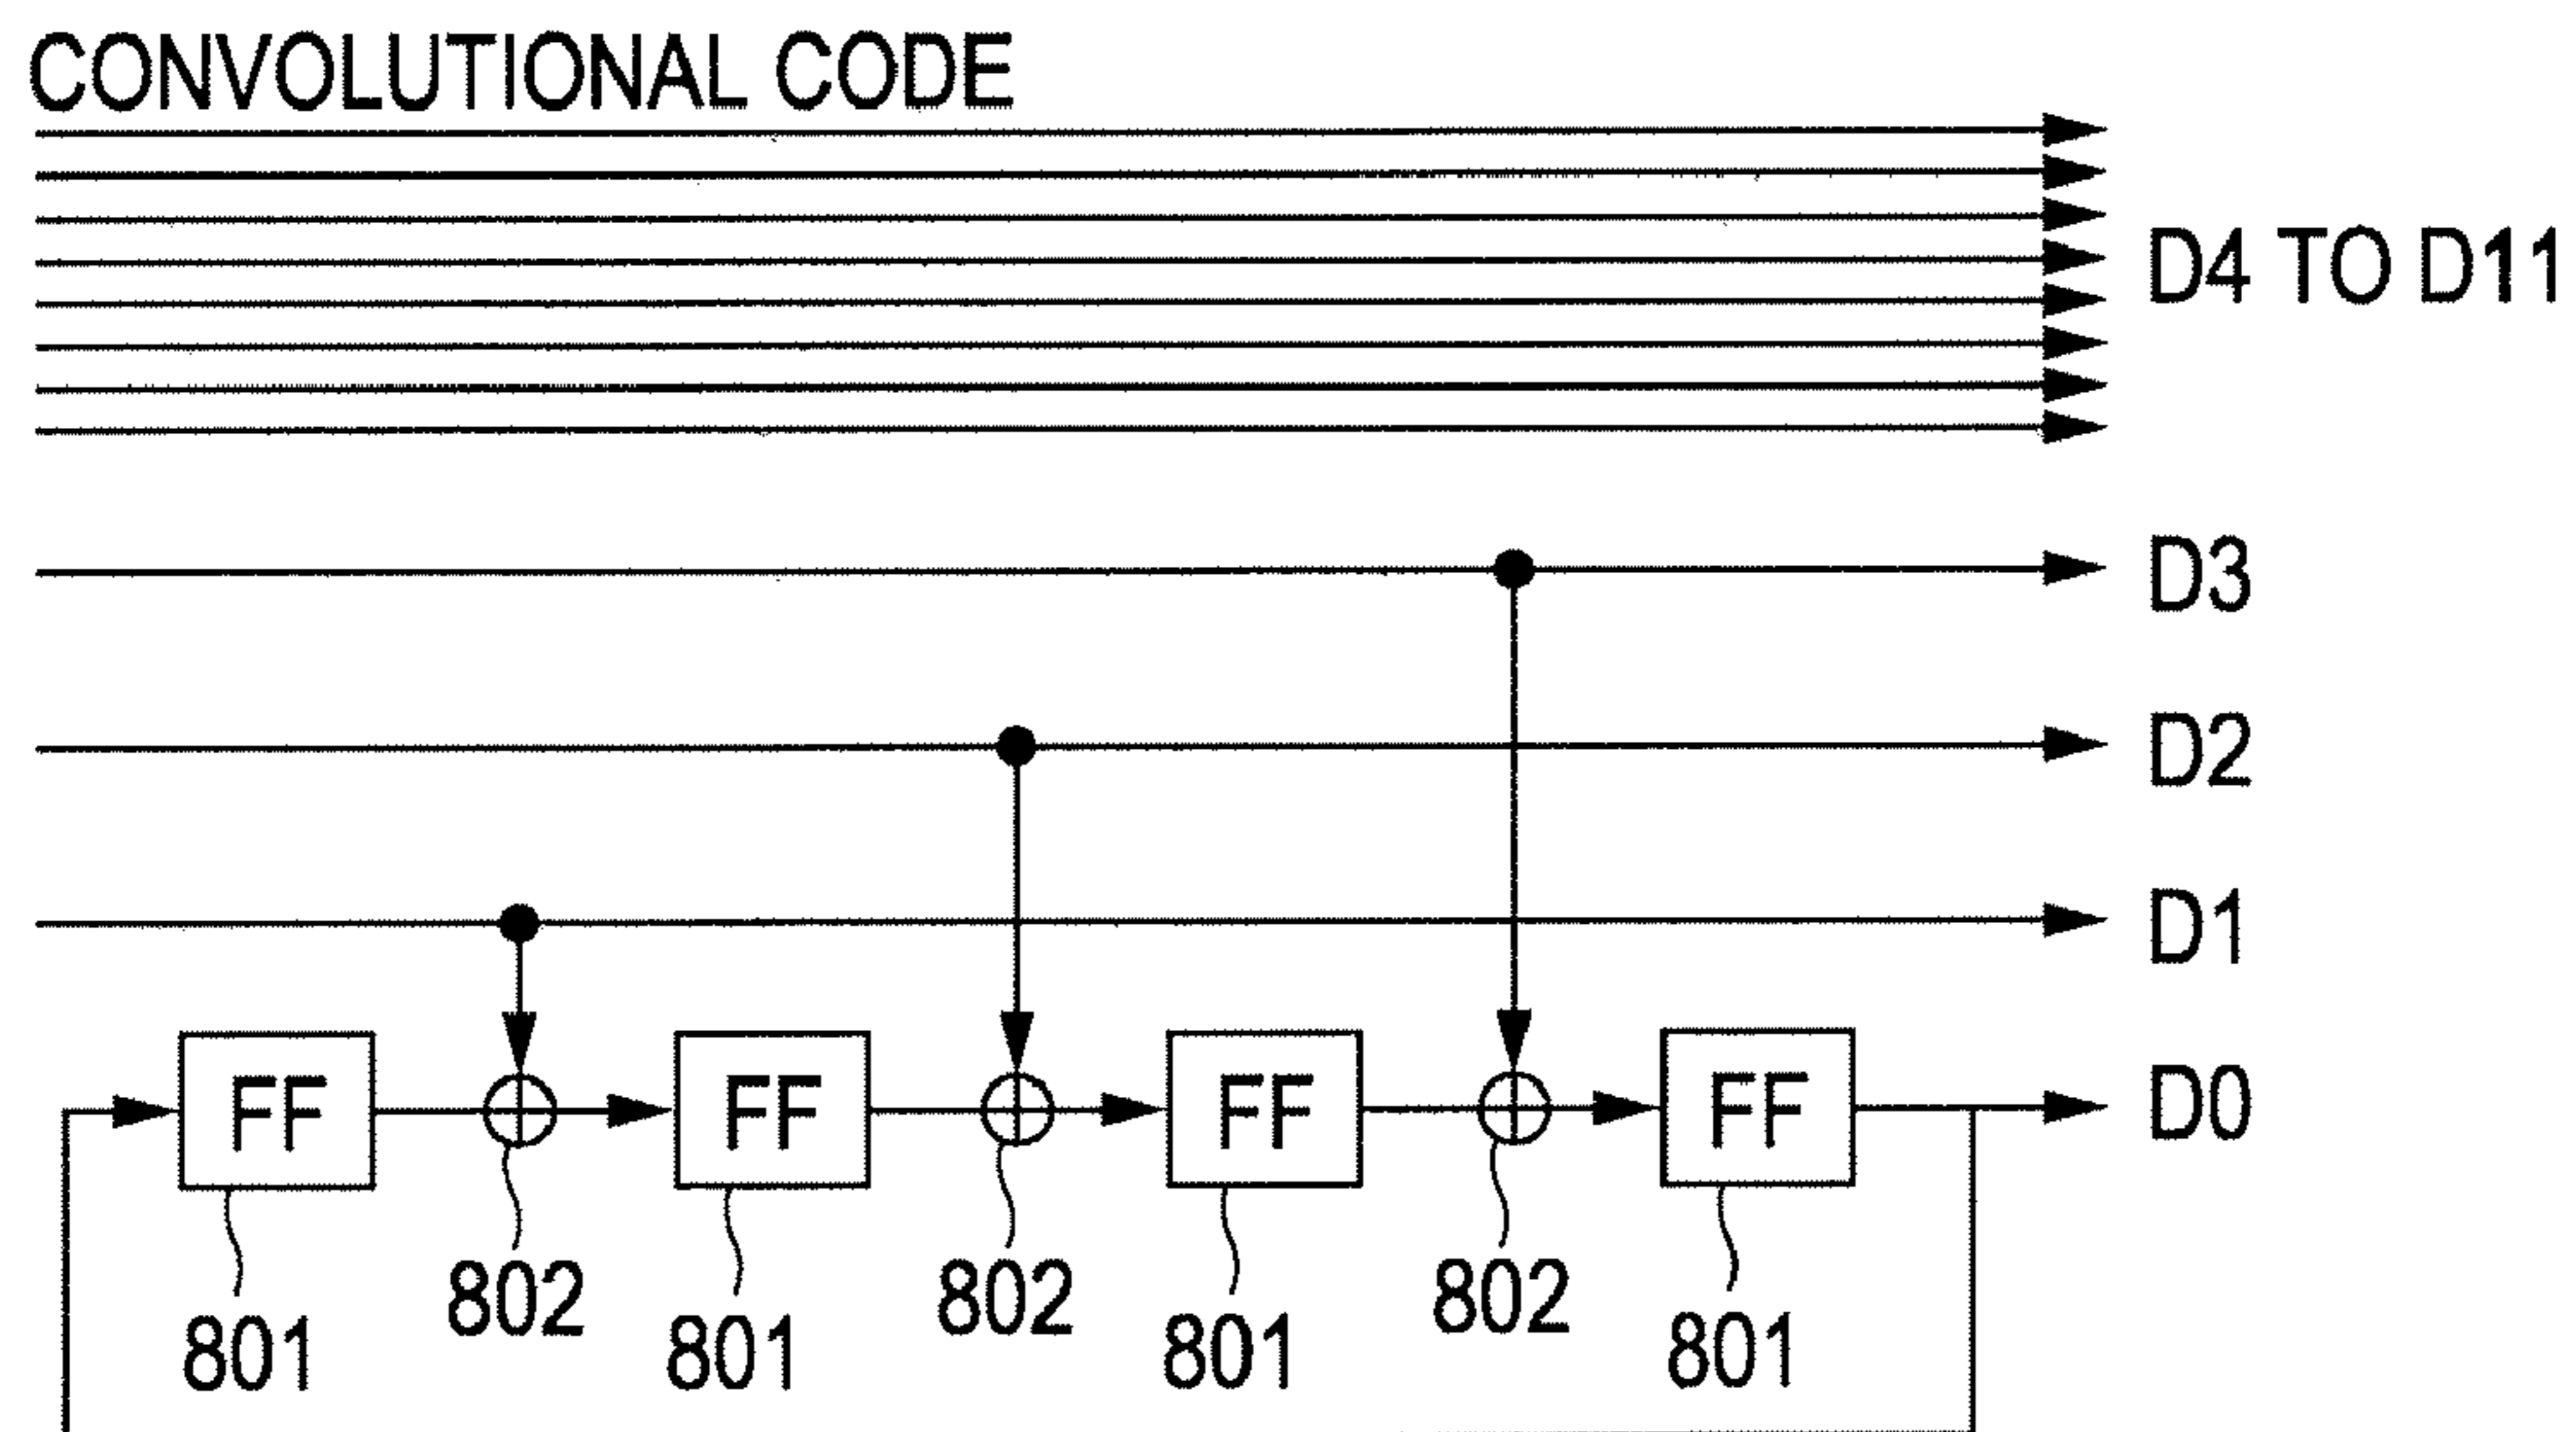 CONVOLUTIONAL CODE
D4 TO D11
D3
D2
D1
FF FF FF FF D0
802 802 802
801 801 801 801